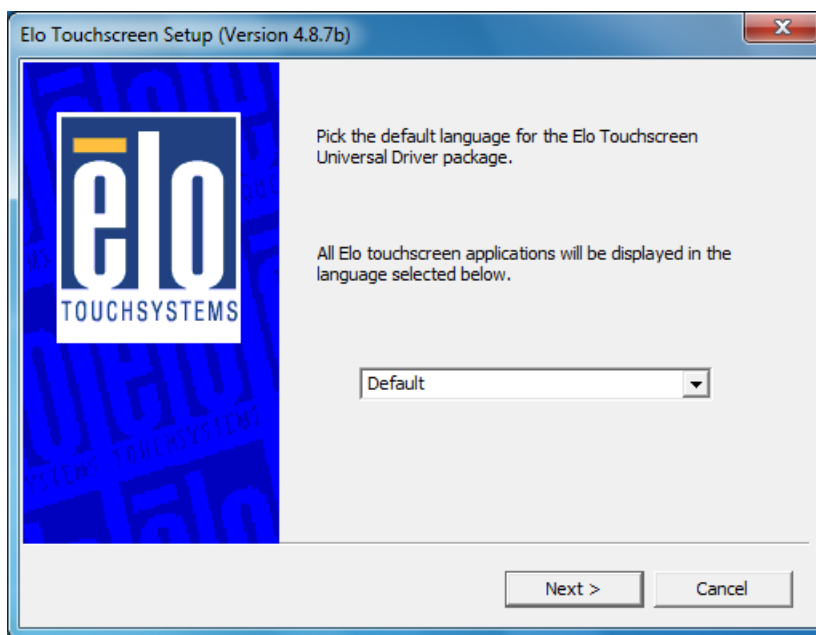 Elo Touchscreen Setup (Version 4.8.7b)
elo
TOUCHSYSTEMS
Pick the default language for the Elo Touchscreen
Universal Driver package.
All Elo touchscreen applications will be displayed in the
language selected below.
Default
Next >
Cancel